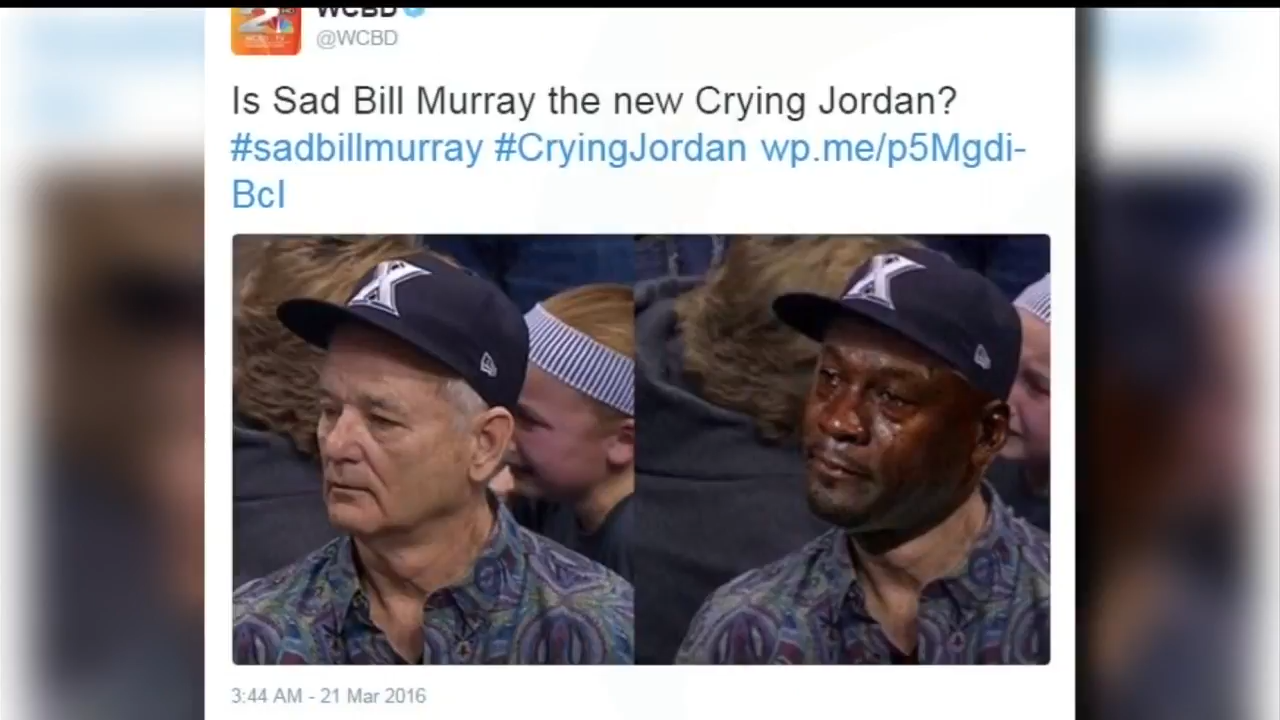 WCBD
@WCBD
Is Sad Bill Murray the new Crying Jordan?
#sadbillmurray #CryingJordan wp.me/p5Mgdi-
BcI
X
X
3:44 AM - 21 Mar 2016